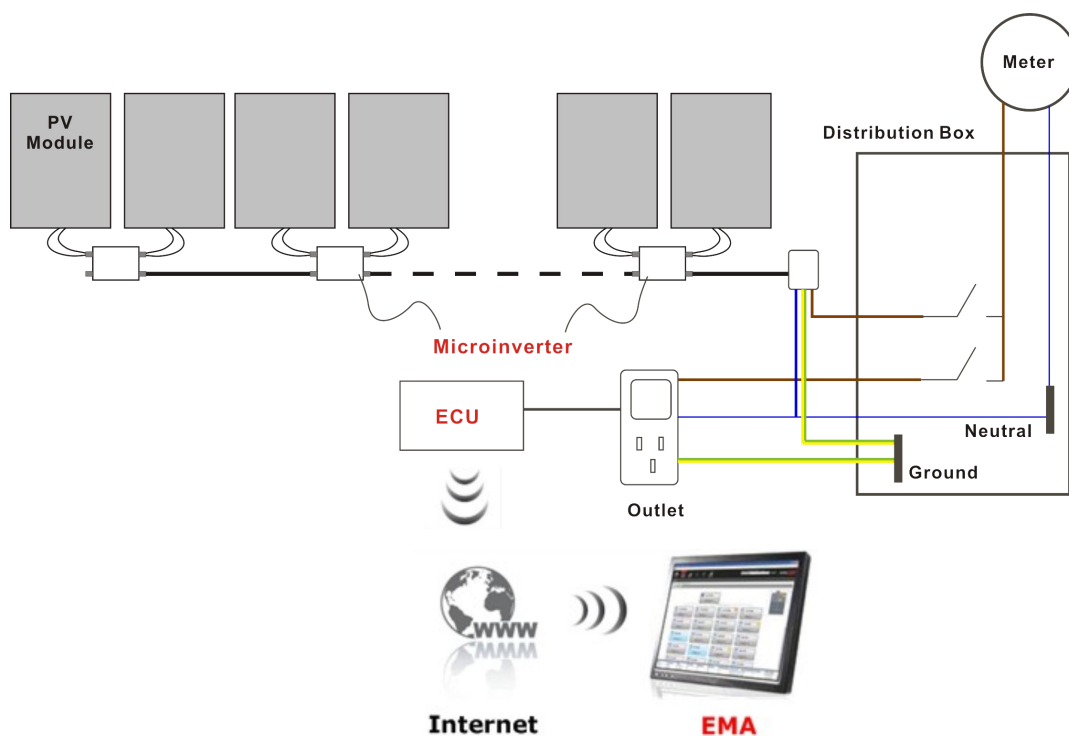 Meter
PV
Module
Distribution Box
Microinverter
ECU
Neutral
Ground
Outlet
WWW
Internet
EMA